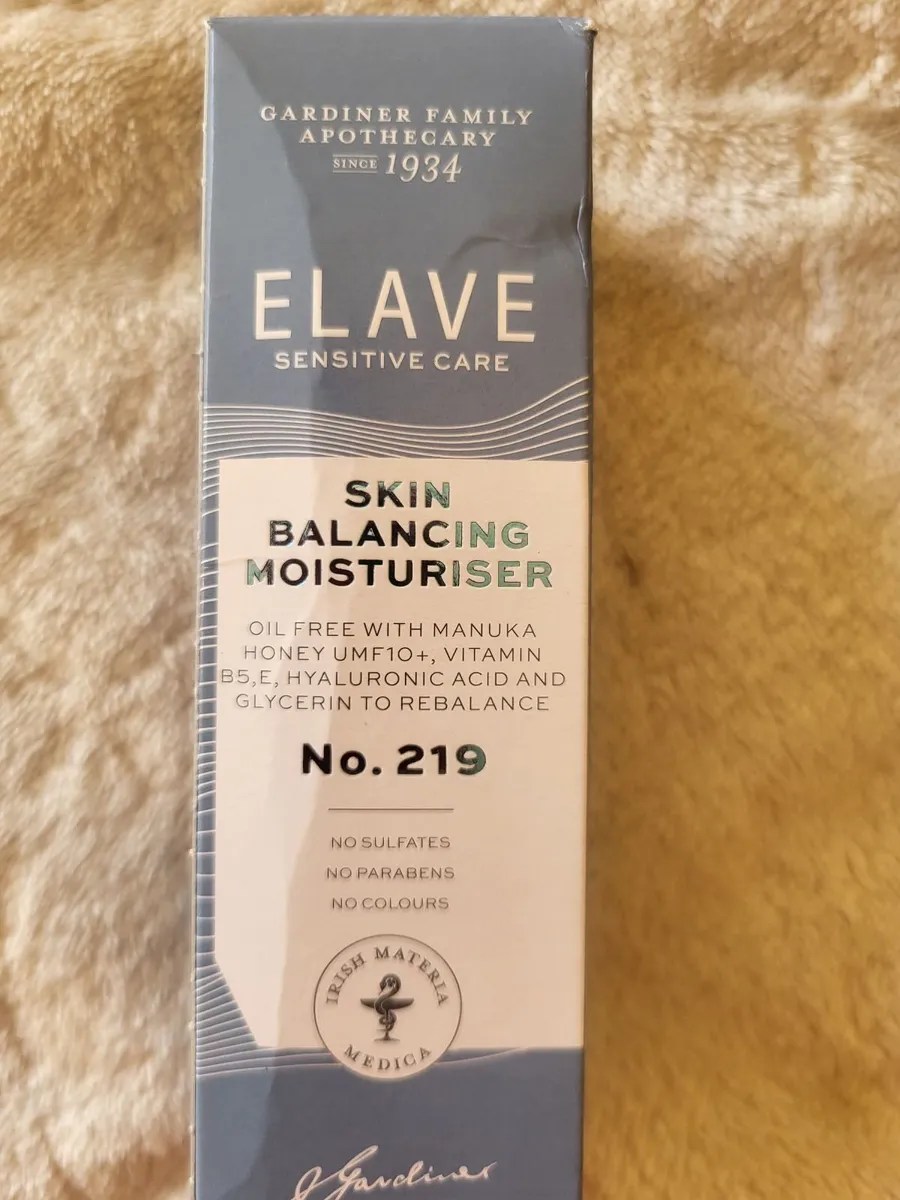 GARDINER FAMILY
APOTHECARY
SINCE 1934
ELAVE
SENSITIVE CARE
SKIN
BALANCING
MOISTURISER
OIL FREE WITH MANUKA
HONEY UMF10+, VITAMIN
B5,E, HYALURONIC ACID AND
GLYCERIN TO REBALANCE
No. 219
NO SULFATES
NO PARABENS
NO COLOURS
IRISH MATERIA
MEDICA
J Gardiner